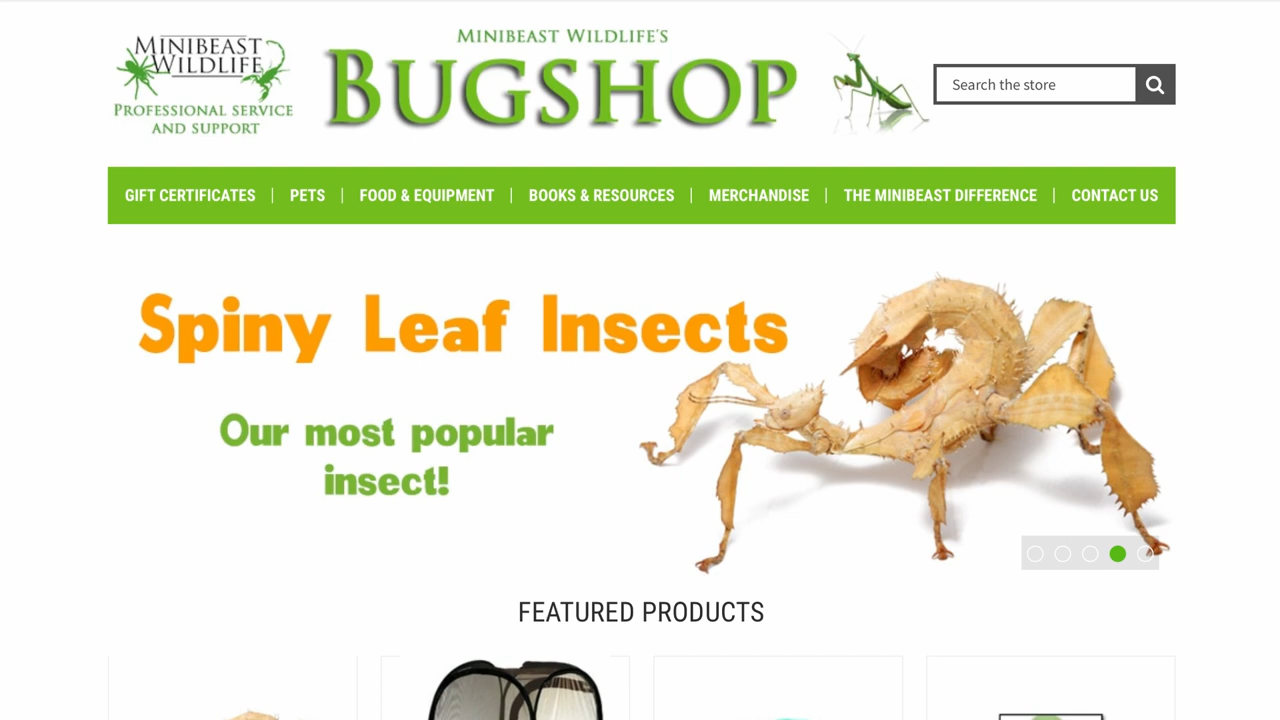 MINIBEAST
WILDLIFE
PROFESSIONAL SERVICE
AND SUPPORT
MINIBEAST WILDLIFE'S
BUGSHOP
Search the store
GIFT CERTIFICATES | PETS | FOOD & EQUIPMENT | BOOKS & RESOURCES | MERCHANDISE | THE MINIBEAST DIFFERENCE | CONTACT US
Spiny Leaf Insects
Our most popular
insect!
FEATURED PRODUCTS